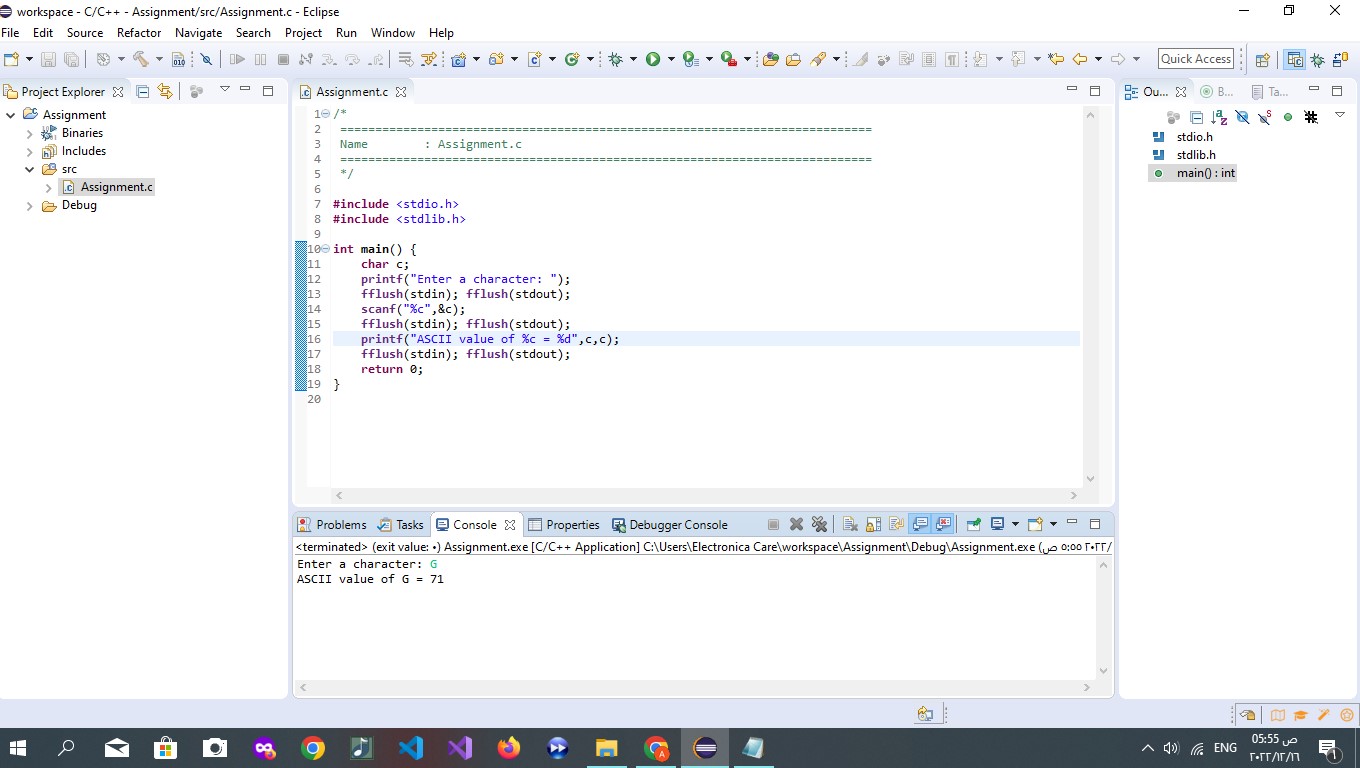 workspace - C/C++ - Assignment/src/Assignment.c - Eclipse
File Edit Source Refactor Navigate Search Project Run Window Help
Quick Access
Project Explorer
Assignment
Binaries
Includes
src
Assignment.c
Debug
Assignment.c
1 /*
2 ============================================================================
3 Name        : Assignment.c
4 ============================================================================
5 */
6
7 #include <stdio.h>
8 #include <stdlib.h>
9
10 int main() {
11     char c;
12     printf("Enter a character: ");
13     fflush(stdin); fflush(stdout);
14     scanf("%c",&c);
15     fflush(stdin); fflush(stdout);
16     printf("ASCII value of %c = %d",c,c);
17     fflush(stdin); fflush(stdout);
18     return 0;
19 }
20
Ou... B... Ta...
stdio.h
stdlib.h
main() : int
Problems Tasks Console Properties Debugger Console
<terminated> (exit value: ٠) Assignment.exe [C/C++ Application] C:\Users\Electronica Care\workspace\Assignment\Debug\Assignment.exe (ص ٥:٥٥ ٢٠٢٢/
Enter a character: G
ASCII value of G = 71
ENG
05:55 ص
٢٠٢٢/١٢/٦
1